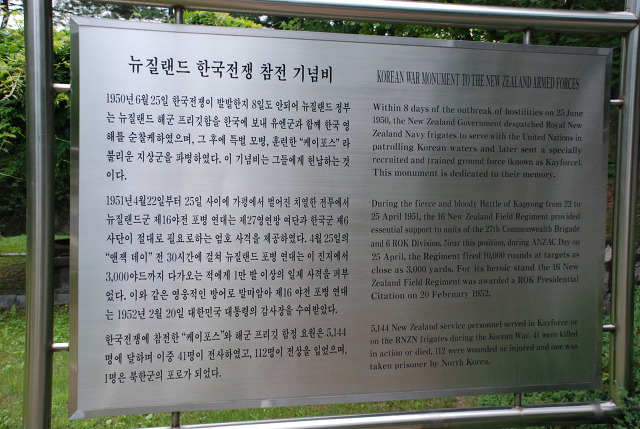 뉴질랜드 한국전쟁 참전 기념비
1950년 6월 25일 한국전쟁이 발발한지 8일도 안되어 뉴질랜드 정부
는 뉴질랜드 해군 프리깃함을 한국에 보내 유엔군과 함께 한국 영
해를 순찰케하였으며, 그 후에 특별 모병, 훈련한 "케이포스" 라
불리운 지상군을 파병하였다. 이 기념비는 그들에게 헌납하는 것
이다.
1951년 4월 22일부터 25일 사이에 가평에서 벌어진 치열한 전투에서
뉴질랜드군 제16야전 포병 연대는 제27영연방 여단과 한국군 제6
사단이 절대로 필요로하는 엄호 사격을 제공하였다. 4월 25일의
"앤잭 데이" 전 30시간에 걸쳐 뉴질랜드 포병 연대는 이 진지에서
3,000야드까지 다가오는 적에게 1만 발 이상의 일제 사격을 퍼부
었다. 이와 같은 영웅적인 방어로 말마암아 제16 야전 포병 연대
는 1952년 2월 20일 대한민국 대통령의 감사장을 수여받았다.
한국전쟁에 참전한 "케이포스"와 해군 프리깃 함정 요원은 5,144
명에 달하며 이중 41명이 전사하였고, 112명이 전상을 입었으며,
1명은 북한군의 포로가 되었다.
KOREAN WAR MONUMENT TO THE NEW ZEALAND ARMED FORCES
Within 8 days of the outbreak of hostilities on 25 June
1950, the New Zealand Government despatched Royal New
Zealand Navy frigates to serve with the United Nations in
patrolling Korean waters and later sent a specially
recruited and trained ground force (known as Kayforce).
This monument is dedicated to their memory.
During the fierce and bloody Battle of Kapyong from 22 to
25 April 1951, the 16 New Zealand Field Regiment provided
essential support to units of the 27th Commonwealth Brigade
and 6 ROK Division. Near this position, during ANZAC Day on
25 April, the Regiment fired 10,000 rounds at targets as
close as 3,000 yards. For its heroic stand the 16 New
Zealand Field Regiment was awarded a ROK Presidential
Citation on 20 February 1952.
5,144 New Zealand service personnel served in Kayforce or
on the RNZN frigates during the Korean War. 41 were killed
in action or died, 112 were wounded or injured and one was
taken prisoner by North Korea.